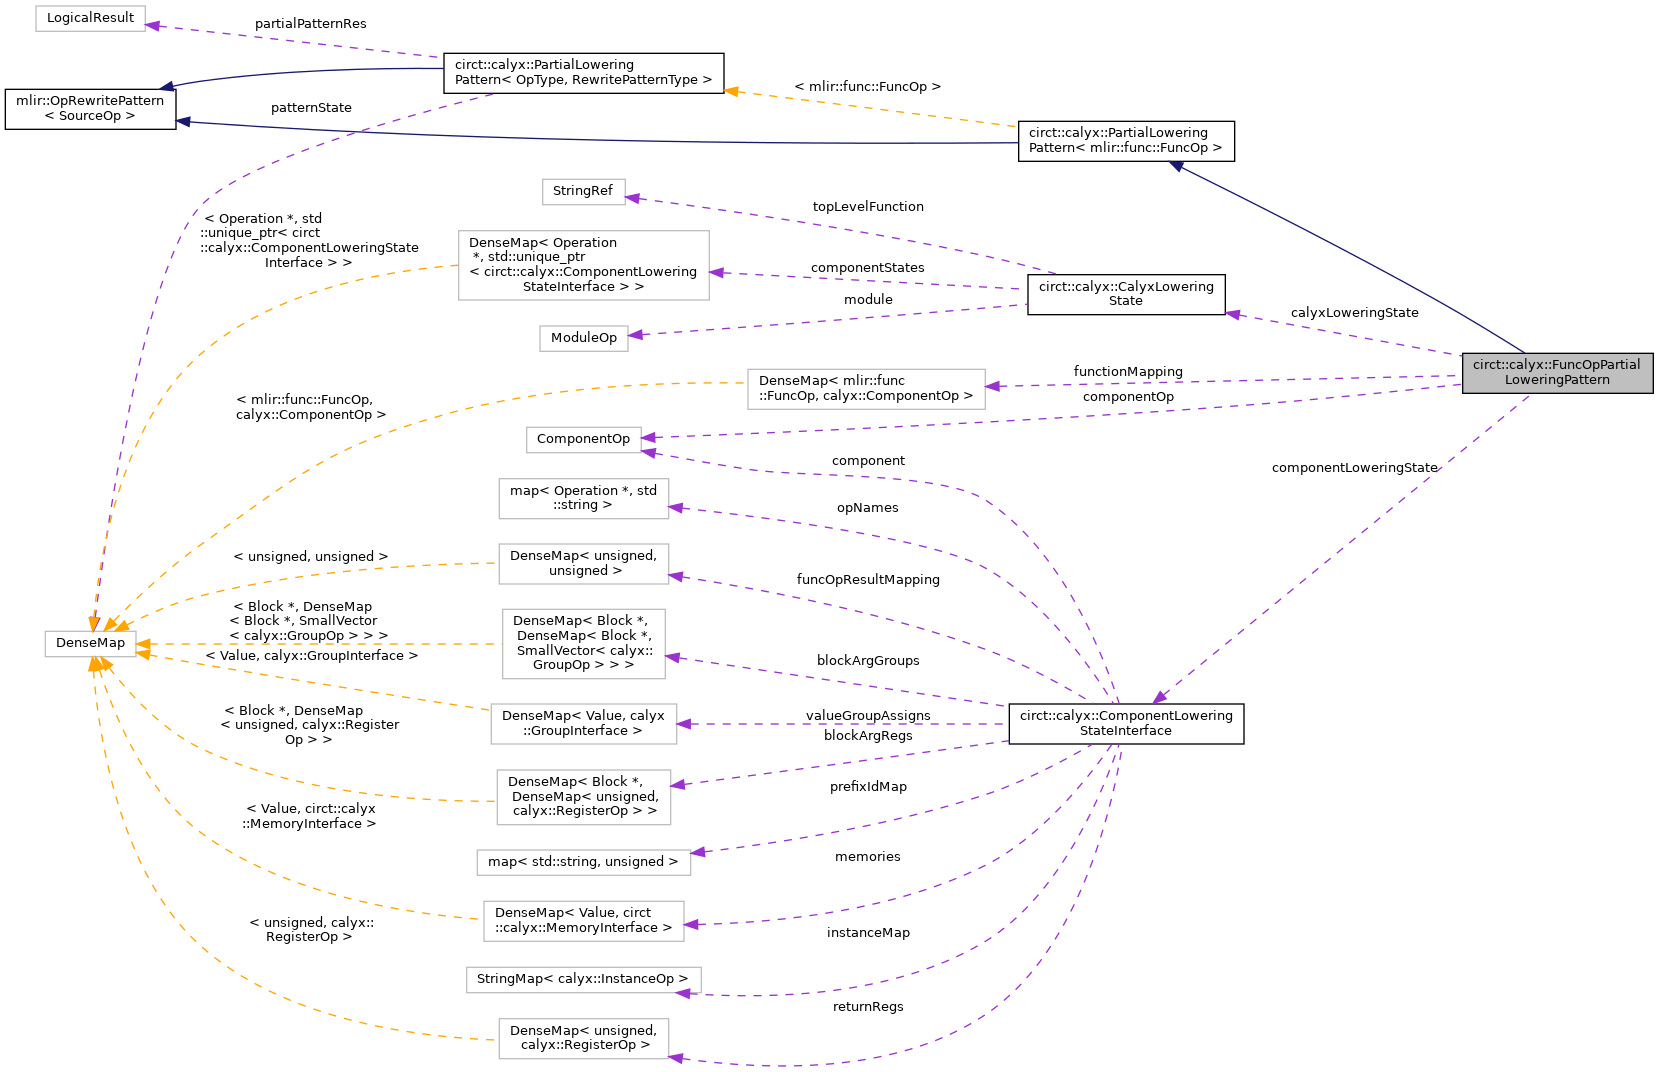 LogicalResult
partialPatternRes
circt::calyx::PartialLowering
Pattern< OpType, RewritePatternType >
mlir::OpRewritePattern
< SourceOp >
patternState
< mlir::func::FuncOp >
circt::calyx::PartialLowering
Pattern< mlir::func::FuncOp >
StringRef
topLevelFunction
< Operation *, std
::unique_ptr< circt
::calyx::ComponentLoweringState
Interface > >
DenseMap< Operation
*, std::unique_ptr
< circt::calyx::ComponentLowering
StateInterface > >
componentStates
circt::calyx::CalyxLowering
State
module
ModuleOp
calyxLoweringState
circt::calyx::FuncOpPartial
LoweringPattern
functionMapping
DenseMap< mlir::func
::FuncOp, calyx::ComponentOp >
componentOp
< mlir::func::FuncOp,
calyx::ComponentOp >
ComponentOp
component
componentLoweringState
map< Operation *, std
::string >
opNames
< unsigned, unsigned >
DenseMap< unsigned,
unsigned >
funcOpResultMapping
< Block *, DenseMap
< Block *, SmallVector
< calyx::GroupOp > > >
DenseMap< Block *,
DenseMap< Block *,
SmallVector< calyx::
GroupOp > > >
DenseMap
blockArgGroups
< Value, calyx::GroupInterface >
DenseMap< Value, calyx
::GroupInterface >
valueGroupAssigns
circt::calyx::ComponentLowering
StateInterface
blockArgRegs
< Block *, DenseMap
< unsigned, calyx::Register
Op > >
DenseMap< Block *,
DenseMap< unsigned,
calyx::RegisterOp > >
prefixIdMap
< Value, circt::calyx
::MemoryInterface >
map< std::string, unsigned >
memories
DenseMap< Value, circt
::calyx::MemoryInterface >
instanceMap
< unsigned, calyx::
RegisterOp >
StringMap< calyx::InstanceOp >
returnRegs
DenseMap< unsigned,
calyx::RegisterOp >